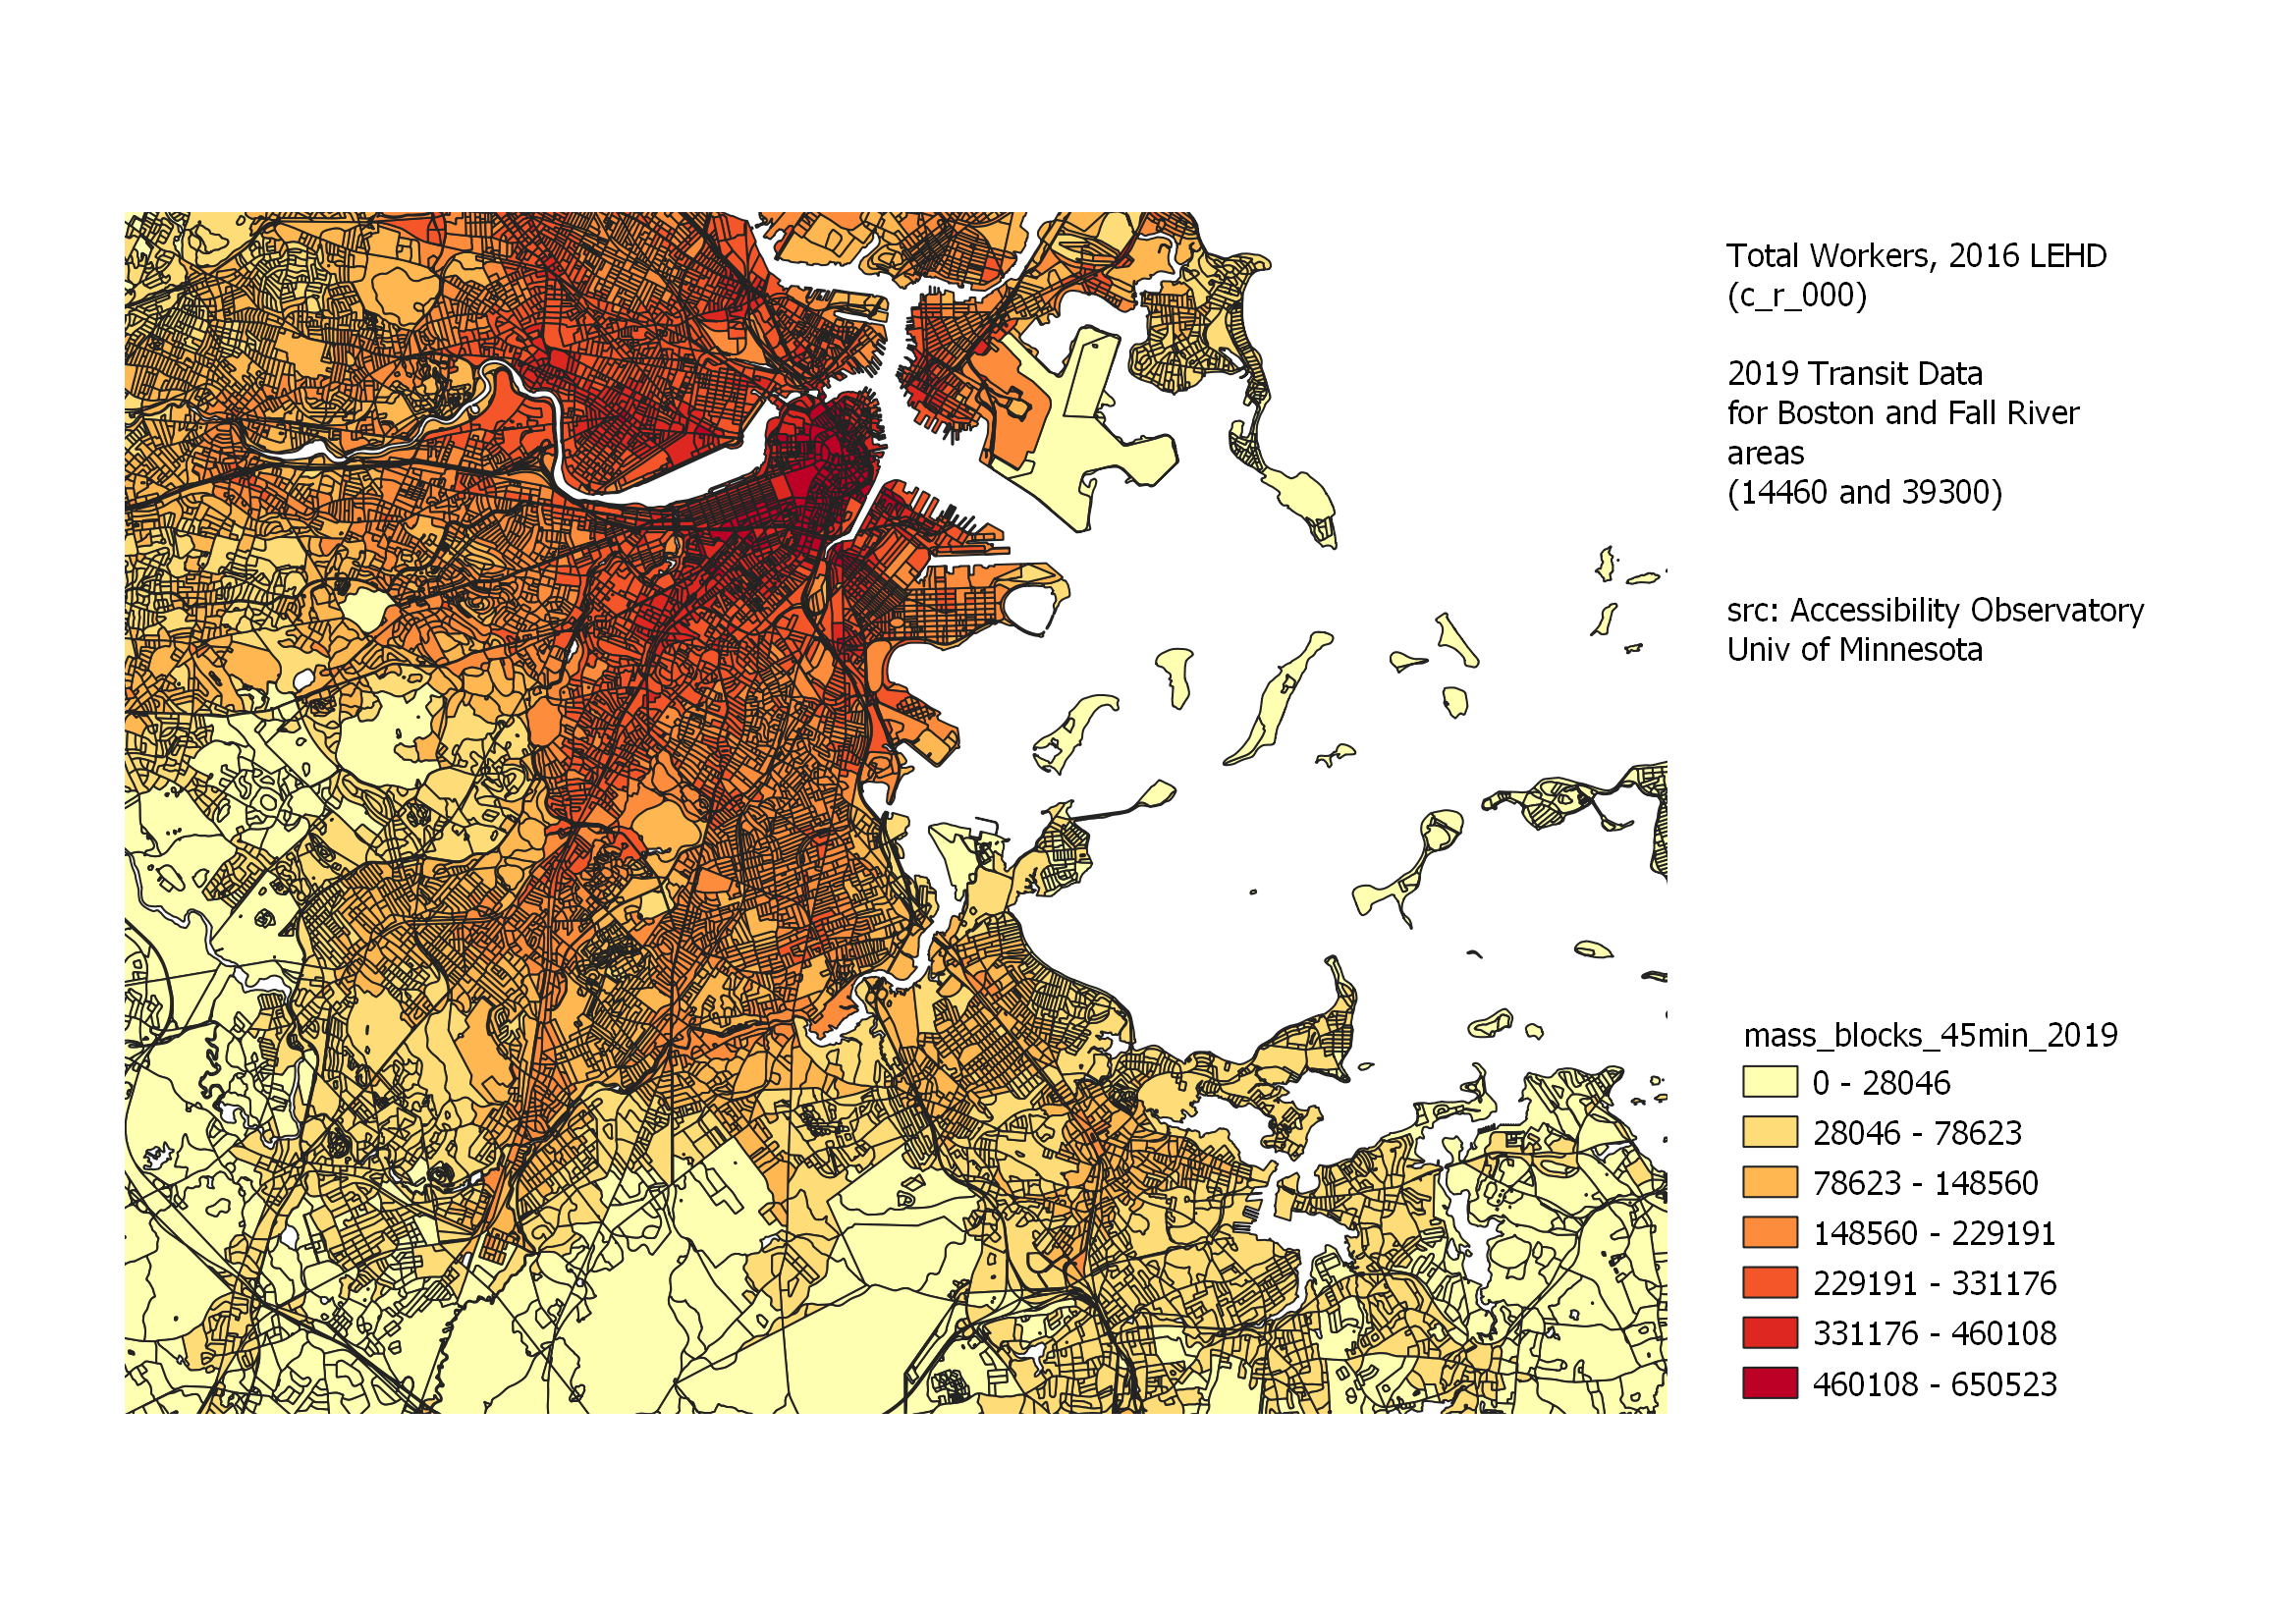 Total Workers, 2016 LEHD
(c_r_000)
2019 Transit Data
for Boston and Fall River
areas
(14460 and 39300)
src: Accessibility Observatory
Univ of Minnesota
mass_blocks_45min_2019
0 - 28046
28046 - 78623
78623 - 148560
148560 - 229191
229191 - 331176
331176 - 460108
460108 - 650523